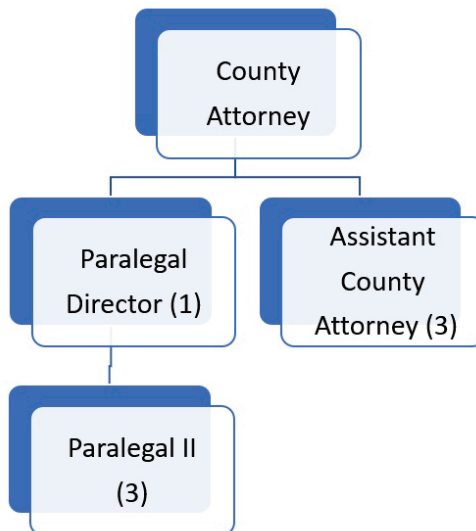 County
Attorney
Paralegal
Director (1)
Assistant
County
Attorney (3)
Paralegal II
(3)